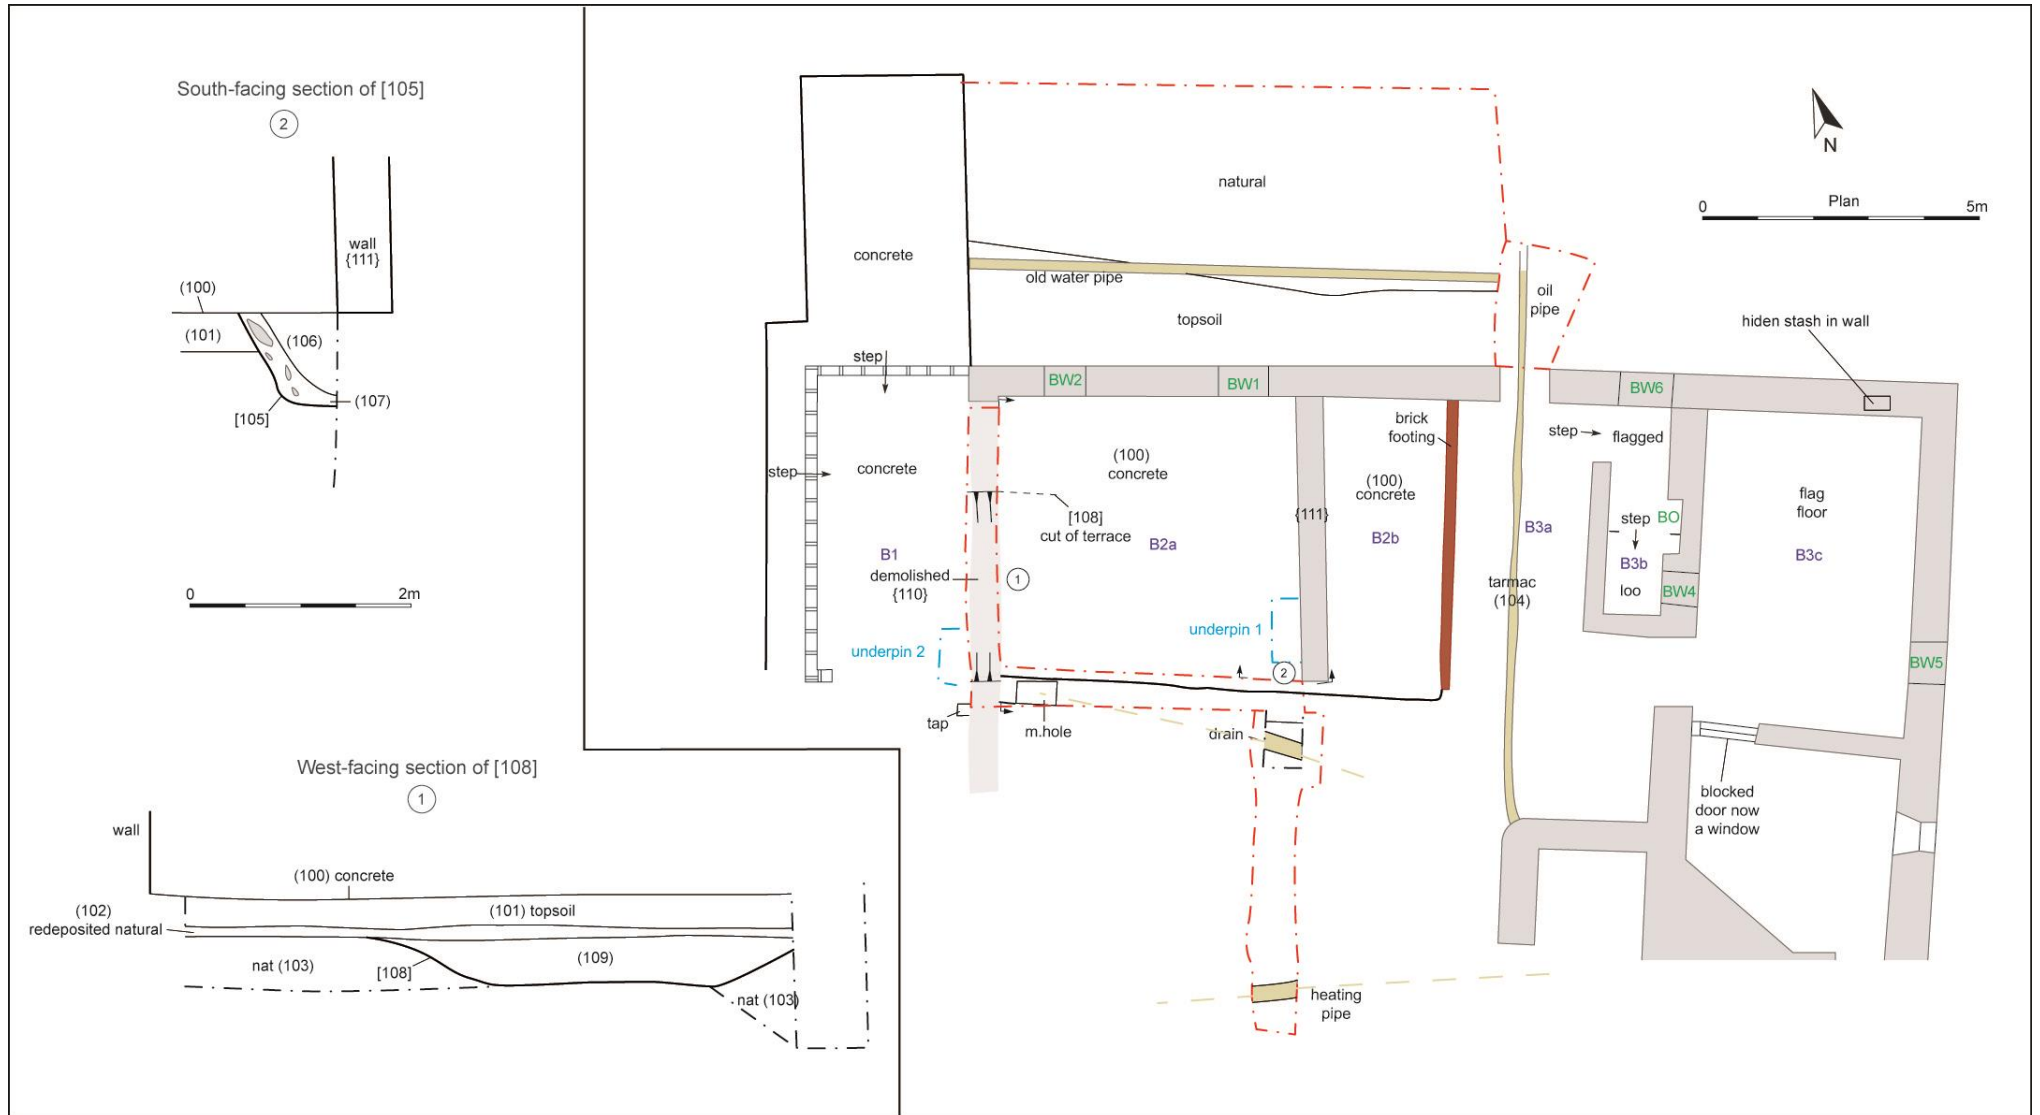 South-facing section of [105]
2
wall
{111}
(100)
(101)
(106)
(107)
[105]
0 2m
West-facing section of [108]
1
wall
(100) concrete
(102)
redeposited natural
(101) topsoil
nat (103)
[108]
(109)
nat (103)
natural
N
Plan
0 5m
concrete
old water pipe
topsoil
oil
pipe
hiden stash in wall
step
BW2
BW1
BW6
step
concrete
(100)
concrete
brick
footing
(100)
concrete
step
flagged
flag
floor
[108]
cut of terrace
{111}
B1
B2a
B2b
B3a
step
BO
B3b
loo
B3c
demolished
{110}
1
tarmac
(104)
BW4
underpin 2
underpin 1
2
BW5
tap
m.hole
drain
blocked
door now
a window
heating
pipe